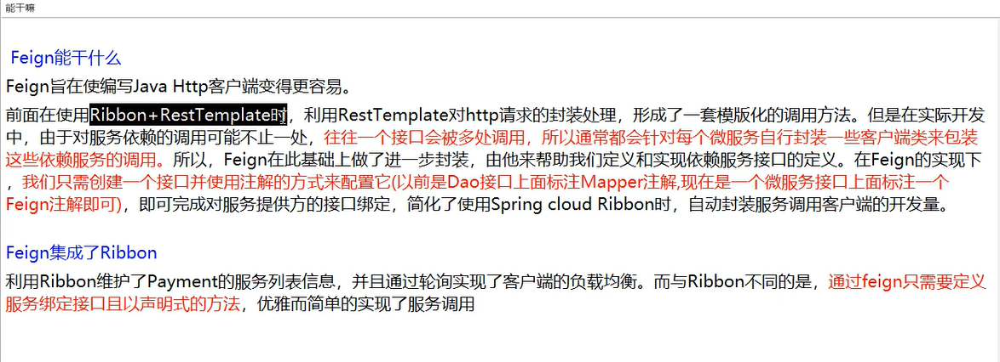 能干嘛
Feign能干什么
Feign旨在使编写Java Http客户端变得更容易。
前面在使用Ribbon+RestTemplate时，利用RestTemplate对http请求的封装处理，形成了一套模版化的调用方法。但是在实际开发
中，由于对服务依赖的调用可能不止一处，往往一个接口会被多处调用，所以通常都会针对每个微服务自行封装一些客户端类来包装
这些依赖服务的调用。所以，Feign在此基础上做了进一步封装，由他来帮助我们定义和实现依赖服务接口的定义。在Feign的实现下
，我们只需创建一个接口并使用注解的方式来配置它(以前是Dao接口上面标注Mapper注解,现在是一个微服务接口上面标注一个
Feign注解即可)，即可完成对服务提供方的接口绑定，简化了使用Spring cloud Ribbon时，自动封装服务调用客户端的开发量。
Feign集成了Ribbon
利用Ribbon维护了Payment的服务列表信息，并且通过轮询实现了客户端的负载均衡。而与Ribbon不同的是，通过feign只需要定义
服务绑定接口且以声明式的方法，优雅而简单的实现了服务调用